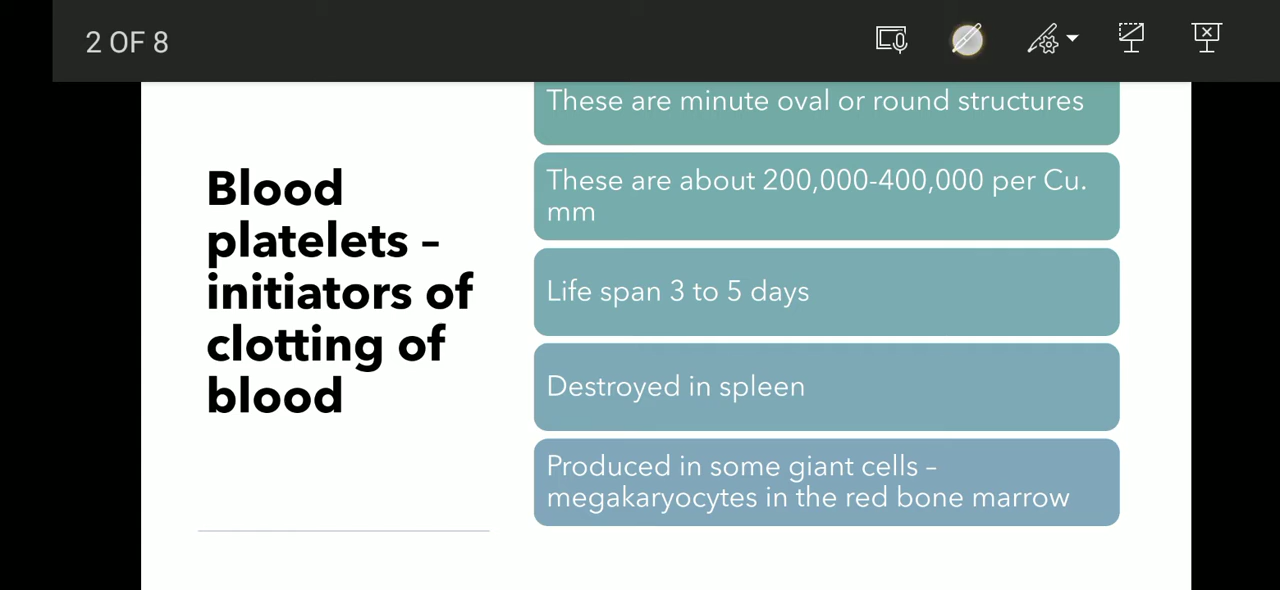 2 OF 8
Blood
platelets –
initiators of
clotting of
blood
These are minute oval or round structures
These are about 200,000-400,000 per Cu.
mm
Life span 3 to 5 days
Destroyed in spleen
Produced in some giant cells –
megakaryocytes in the red bone marrow